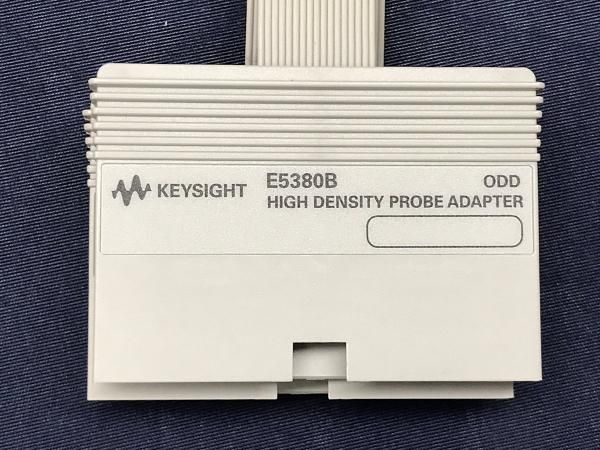 KEYSIGHT E5380B ODD
HIGH DENSITY PROBE ADAPTER